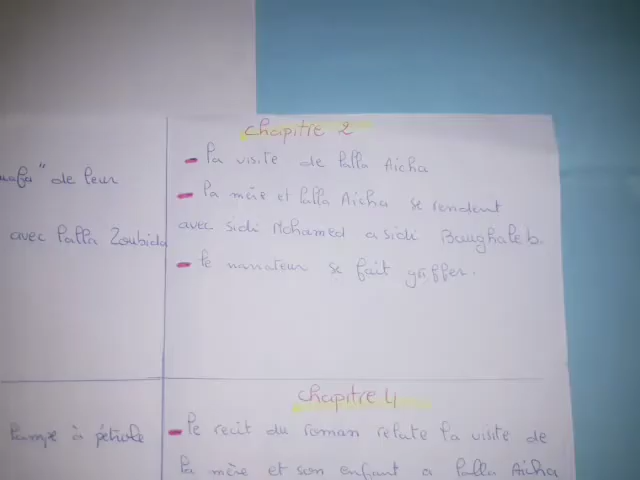 Chapitre 2
- la visite de lalla Aicha
- la mère et lalla Aicha se rendent
avec sidi Mohamed a sidi Boughaleb.
- le narrateur se fait griffer.
de leur
avec lalla Zoubida
Chapitre 4
- le recit du roman relate la visite de
la mère et son enfant a lalla Aicha
lampe à pétrole